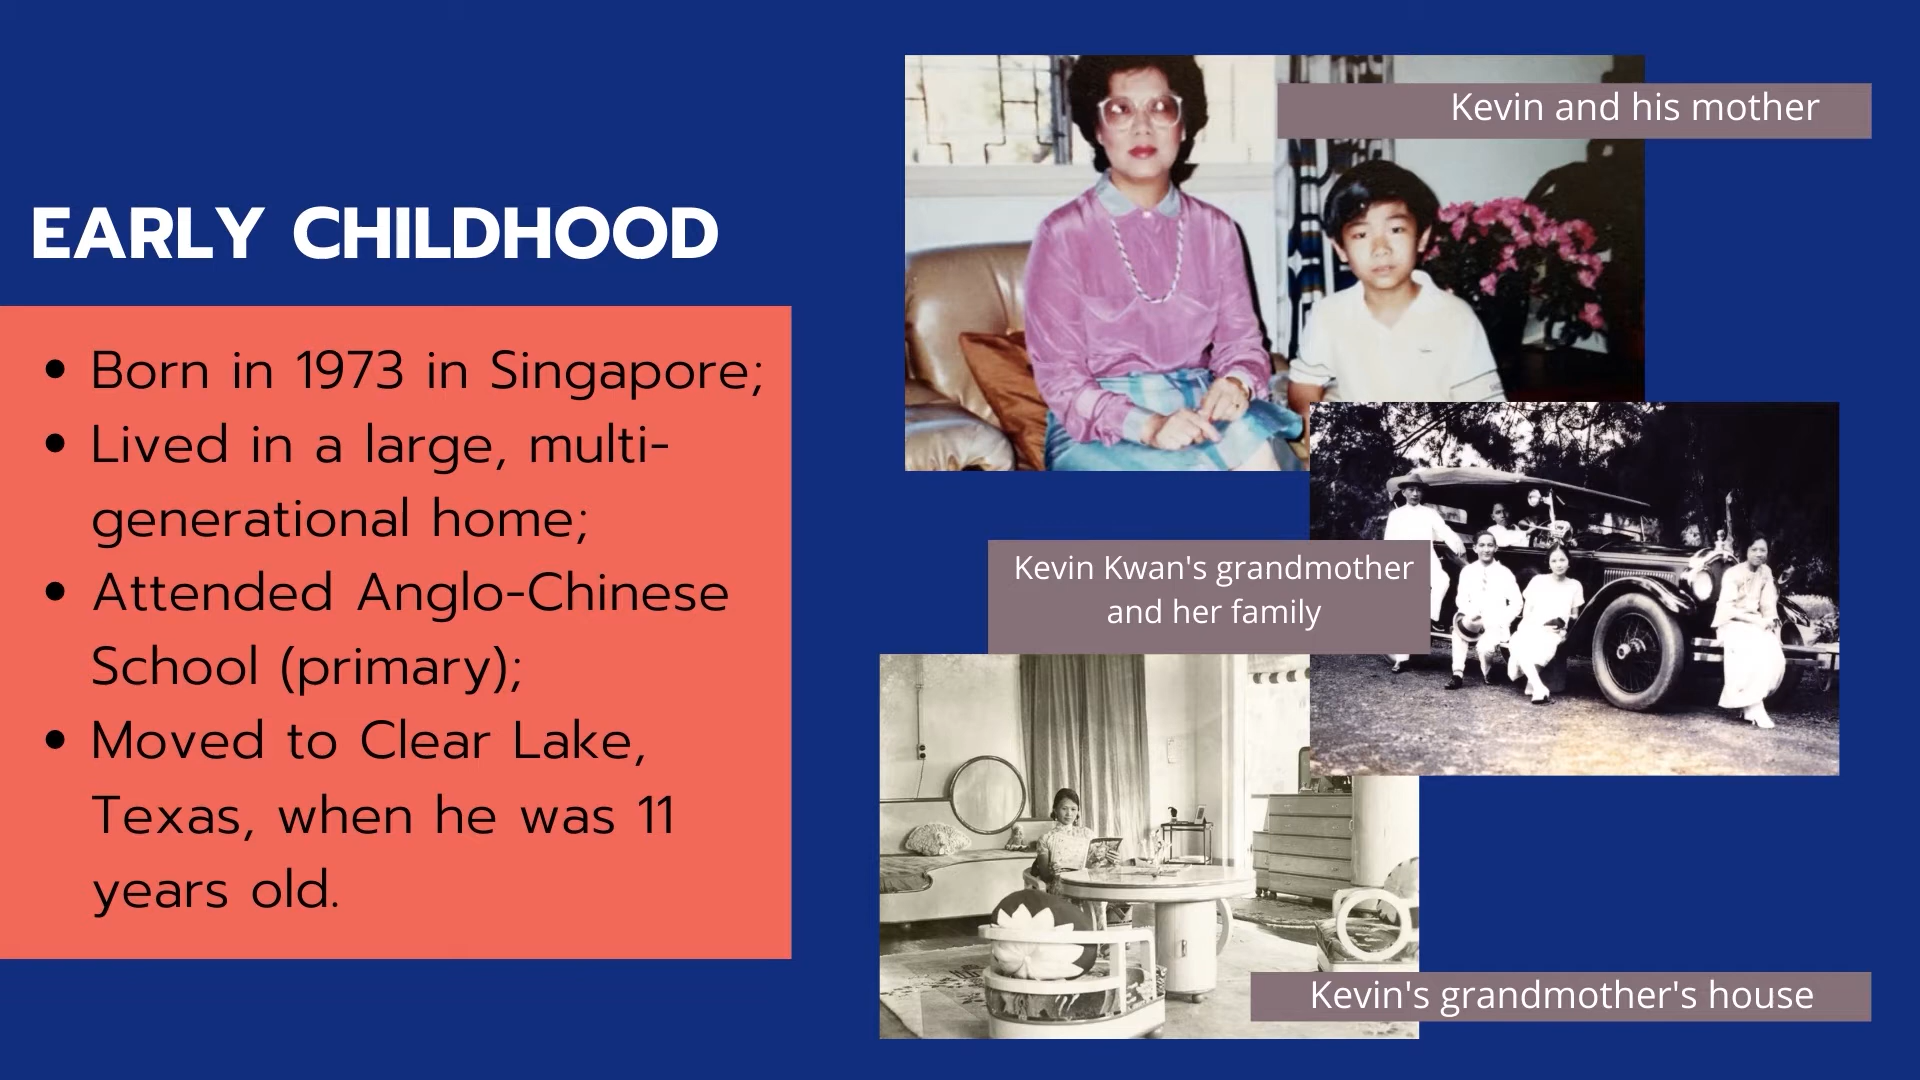 EARLY CHILDHOOD
• Born in 1973 in Singapore;
• Lived in a large, multi-
generational home;
• Attended Anglo-Chinese
School (primary);
• Moved to Clear Lake,
Texas, when he was 11
years old.
Kevin and his mother
Kevin Kwan's grandmother
and her family
Kevin's grandmother's house